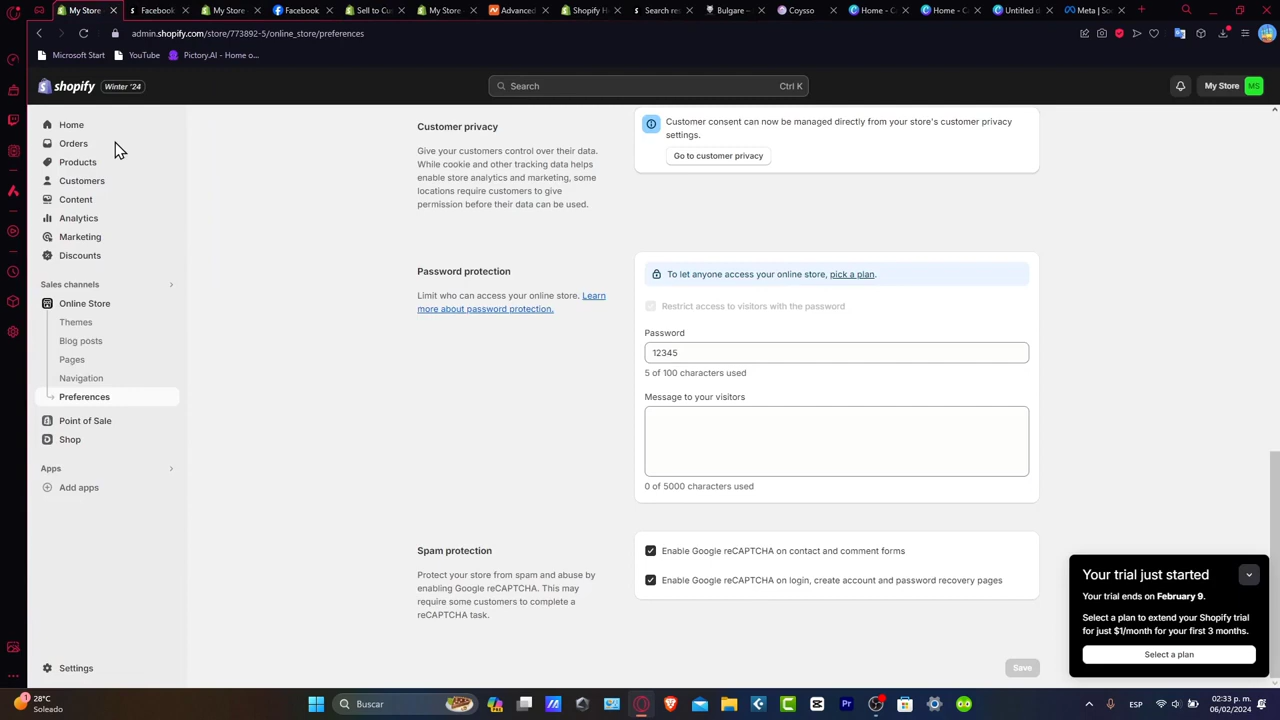 My Store
Facebook
My Store
Facebook
Sell to Cu
My Store
Advanced
Shopify H
Search re
Bulgare –
Coysso
Home - C
Home - C
Untitled d
Meta | So
admin.shopify.com/store/773892-5/online_store/preferences
Microsoft Start
YouTube
Pictory.AI - Home o...
shopify
Winter '24
Search
Ctrl K
My Store
MS
Home
Orders
Products
Customers
Content
Analytics
Marketing
Discounts
Sales channels
Online Store
Themes
Blog posts
Pages
Navigation
Preferences
Point of Sale
Shop
Apps
Add apps
Settings
Customer privacy
Give your customers control over their data.
While cookie and other tracking data helps
enable store analytics and marketing, some
locations require customers to give
permission before their data can be used.
Customer consent can now be managed directly from your store's customer privacy
settings.
Go to customer privacy
Password protection
Limit who can access your online store. Learn
more about password protection.
To let anyone access your online store, pick a plan.
Restrict access to visitors with the password
Password
12345
5 of 100 characters used
Message to your visitors
0 of 5000 characters used
Spam protection
Protect your store from spam and abuse by
enabling Google reCAPTCHA. This may
require some customers to complete a
reCAPTCHA task.
Enable Google reCAPTCHA on contact and comment forms
Enable Google reCAPTCHA on login, create account and password recovery pages
Save
Your trial just started
Your trial ends on February 9.
Select a plan to extend your Shopify trial
for just $1/month for your first 3 months.
Select a plan
1
28°C
Soleado
Buscar
ESP
02:33 p. m.
06/02/2024